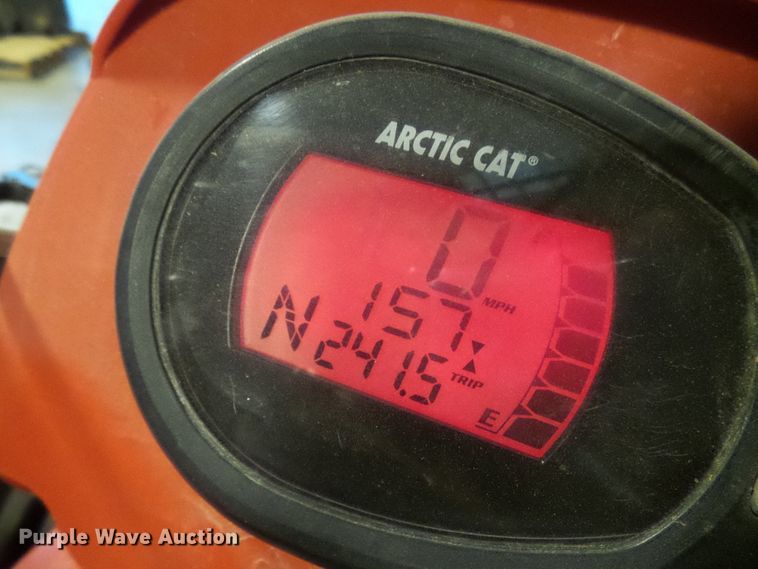 ARCTIC CAT®
0 MPH
157
N 241.5 TRIP
E
Purple Wave Auction